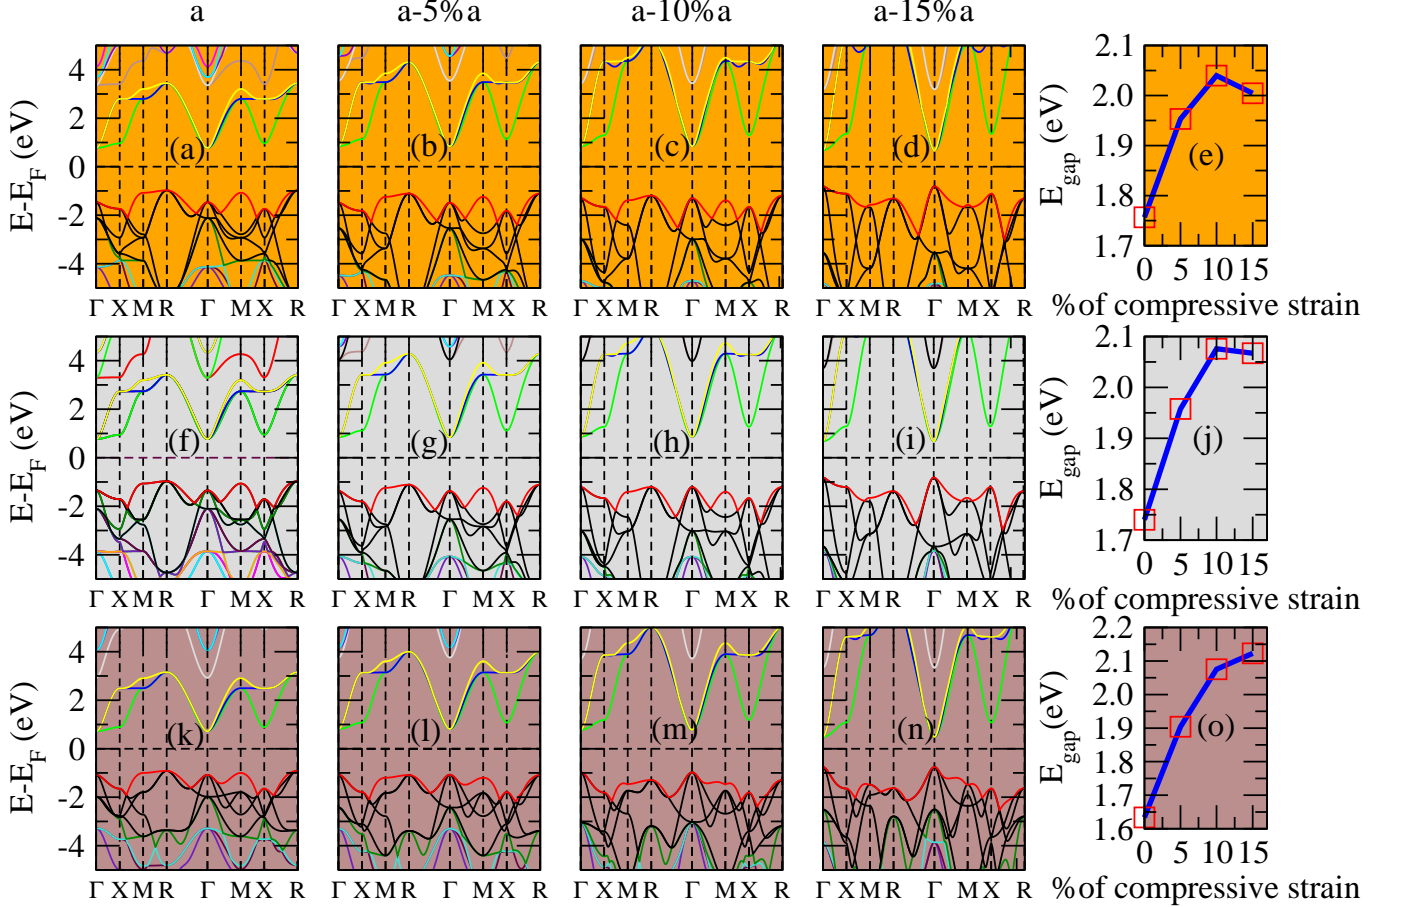 a a-5%a a-10%a a-15%a
E-E_F (eV) 4 2 0 -2 -4 (a) (b) (c) (d) E_gap (eV) 2.1 2.0 1.9 1.8 1.7 (e)
0 5 10 15
Γ X M R Γ M X R Γ X M R Γ M X R Γ X M R Γ M X R Γ X M R Γ M X R % of compressive strain
E-E_F (eV) 4 2 0 -2 -4 (f) (g) (h) (i) E_gap (eV) 2.1 2.0 1.9 1.8 1.7 (j)
0 5 10 15
Γ X M R Γ M X R Γ X M R Γ M X R Γ X M R Γ M X R Γ X M R Γ M X R % of compressive strain
E-E_F (eV) 4 2 0 -2 -4 (k) (l) (m) (n) E_gap (eV) 2.2 2.1 2.0 1.9 1.8 1.7 1.6 (o)
0 5 10 15
Γ X M R Γ M X R Γ X M R Γ M X R Γ X M R Γ M X R Γ X M R Γ M X R % of compressive strain